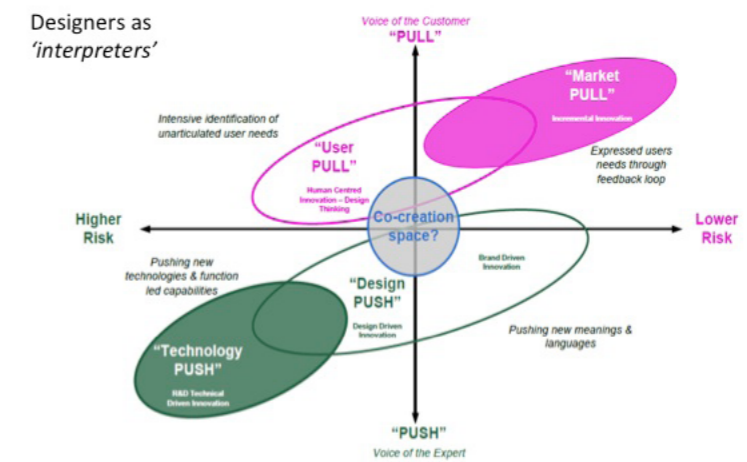 Designers as
‘interpreters’
Voice of the Customer
“PULL”
“Market
PULL”
Incremental Innovation
Intensive identification of
unarticulated user needs
“User
PULL”
Human Centred
Innovation – Design
Thinking
Expressed users
needs through
feedback loop
Higher
Risk
Co-creation
space?
Lower
Risk
Pushing new
technologies & function
led capabilities
Brand Driven
Innovation
“Design
PUSH”
Design Driven
Innovation
Pushing new meanings &
languages
“Technology
PUSH”
R&D Technical
Driven Innovation
“PUSH”
Voice of the Expert